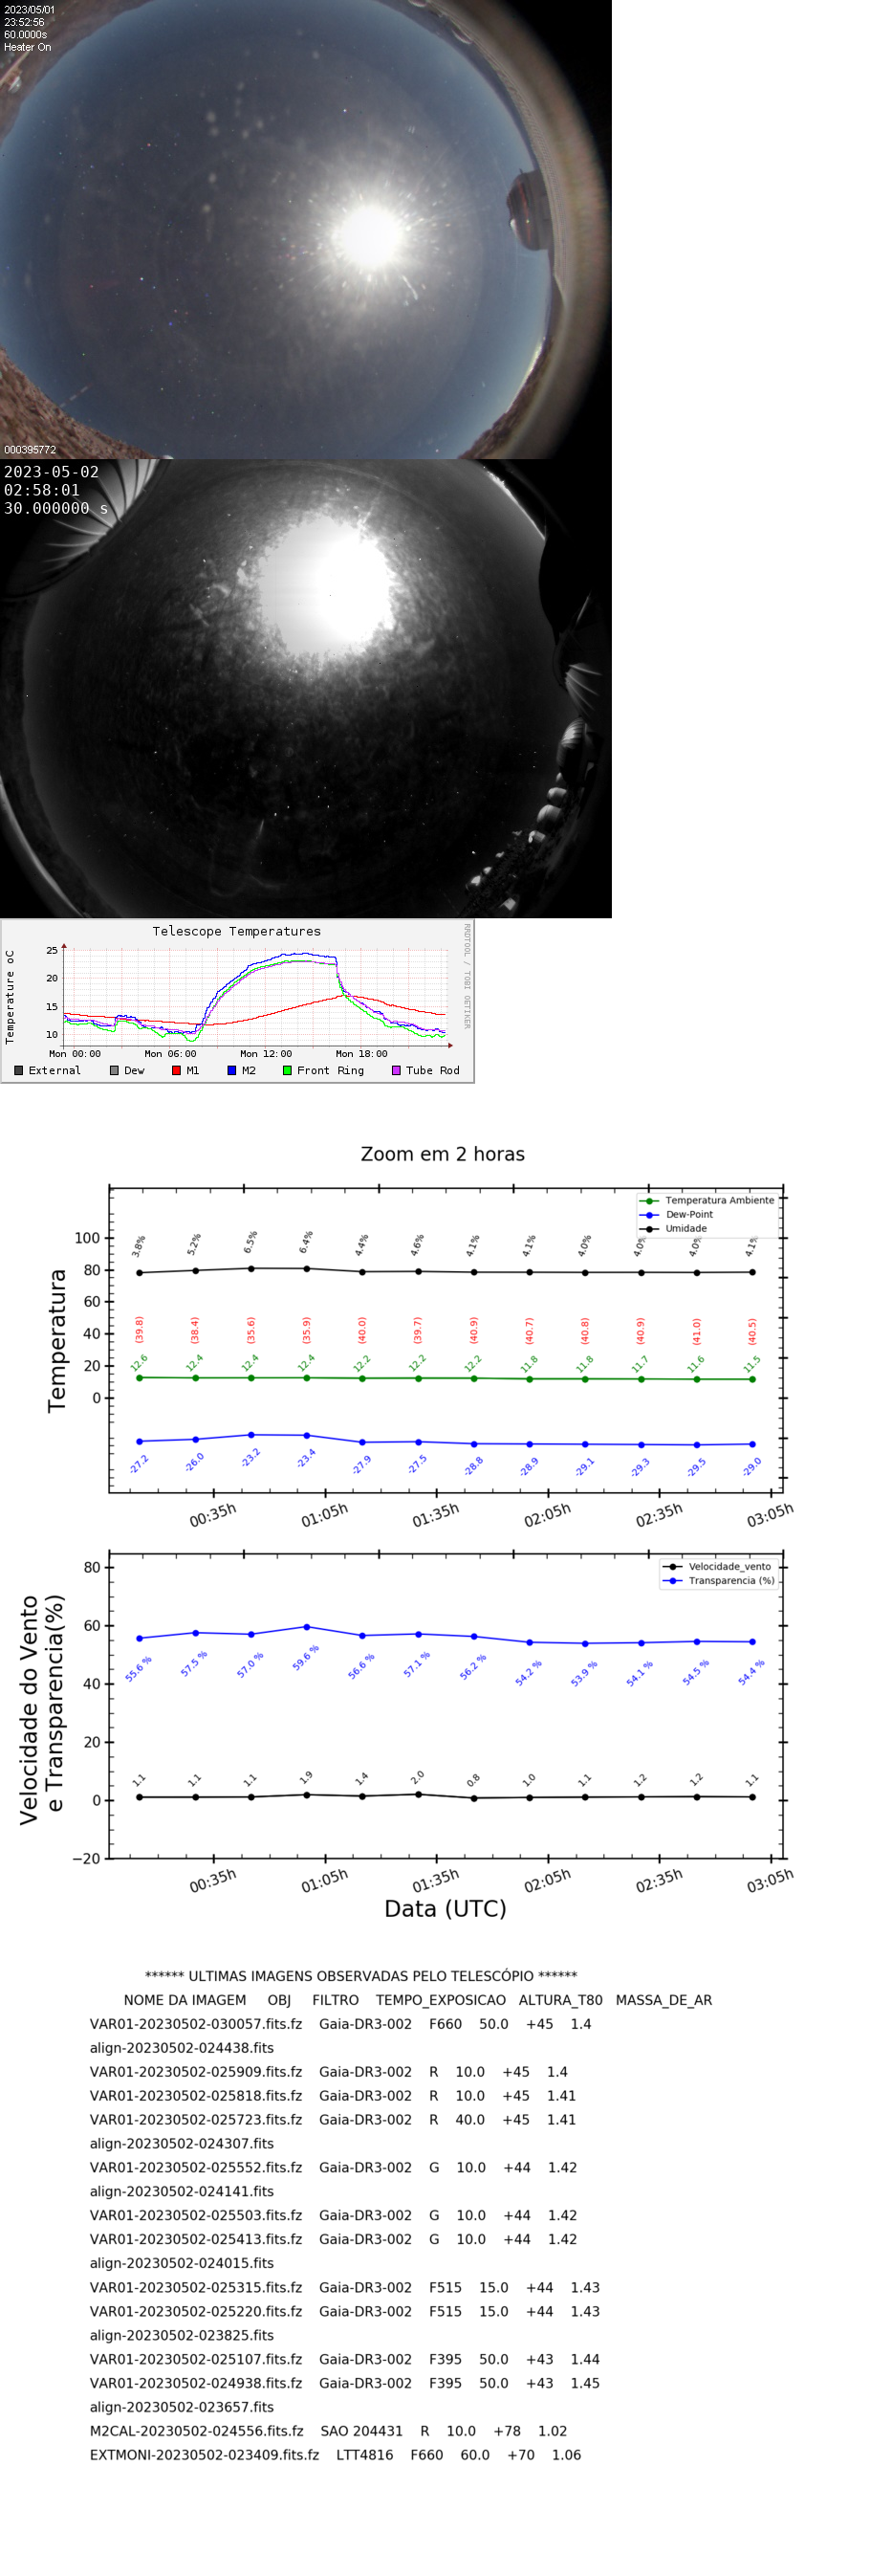 2023/05/01
23:52:56
60.0000s
Heater On
000395772
2023-05-02
02:58:01
30.000000 s
Telescope Temperatures
RRDTOOL / TOBI OETIKER
Temperature oC
25
20
15
10
Mon 00:00 Mon 06:00 Mon 12:00 Mon 18:00
External Dew M1 M2 Front Ring Tube Rod
Zoom em 2 horas
Temperatura Ambiente
Dew-Point
Umidade
Temperatura
100
80
60
40
20
0
3.8% 5.2% 6.5% 6.4% 4.4% 4.6% 4.1% 4.1% 4.0% 4.0% 4.0% 4.1%
(39.8) (38.4) (35.6) (35.9) (40.0) (39.7) (40.9) (40.7) (40.8) (40.9) (41.0) (40.5)
12.6 12.4 12.4 12.4 12.2 12.2 12.2 11.8 11.8 11.7 11.6 11.5
-27.2 -26.0 -23.2 -23.4 -27.9 -27.5 -28.8 -28.9 -29.1 -29.3 -29.5 -29.0
00:35h 01:05h 01:35h 02:05h 02:35h 03:05h
Velocidade_vento
Transparencia (%)
Velocidade do Vento
e Transparencia(%)
80
60
40
20
0
−20
55.6 % 57.5 % 57.0 % 59.6 % 56.6 % 57.1 % 56.2 % 54.2 % 53.9 % 54.1 % 54.5 % 54.4 %
1.1 1.1 1.1 1.9 1.4 2.0 0.8 1.0 1.1 1.2 1.2 1.1
00:35h 01:05h 01:35h 02:05h 02:35h 03:05h
Data (UTC)
****** ULTIMAS IMAGENS OBSERVADAS PELO TELESCÓPIO ******
NOME DA IMAGEM OBJ FILTRO TEMPO_EXPOSICAO ALTURA_T80 MASSA_DE_AR
VAR01-20230502-030057.fits.fz Gaia-DR3-002 F660 50.0 +45 1.4
align-20230502-024438.fits
VAR01-20230502-025909.fits.fz Gaia-DR3-002 R 10.0 +45 1.4
VAR01-20230502-025818.fits.fz Gaia-DR3-002 R 10.0 +45 1.41
VAR01-20230502-025723.fits.fz Gaia-DR3-002 R 40.0 +45 1.41
align-20230502-024307.fits
VAR01-20230502-025552.fits.fz Gaia-DR3-002 G 10.0 +44 1.42
align-20230502-024141.fits
VAR01-20230502-025503.fits.fz Gaia-DR3-002 G 10.0 +44 1.42
VAR01-20230502-025413.fits.fz Gaia-DR3-002 G 10.0 +44 1.42
align-20230502-024015.fits
VAR01-20230502-025315.fits.fz Gaia-DR3-002 F515 15.0 +44 1.43
VAR01-20230502-025220.fits.fz Gaia-DR3-002 F515 15.0 +44 1.43
align-20230502-023825.fits
VAR01-20230502-025107.fits.fz Gaia-DR3-002 F395 50.0 +43 1.44
VAR01-20230502-024938.fits.fz Gaia-DR3-002 F395 50.0 +43 1.45
align-20230502-023657.fits
M2CAL-20230502-024556.fits.fz SAO 204431 R 10.0 +78 1.02
EXTMONI-20230502-023409.fits.fz LTT4816 F660 60.0 +70 1.06